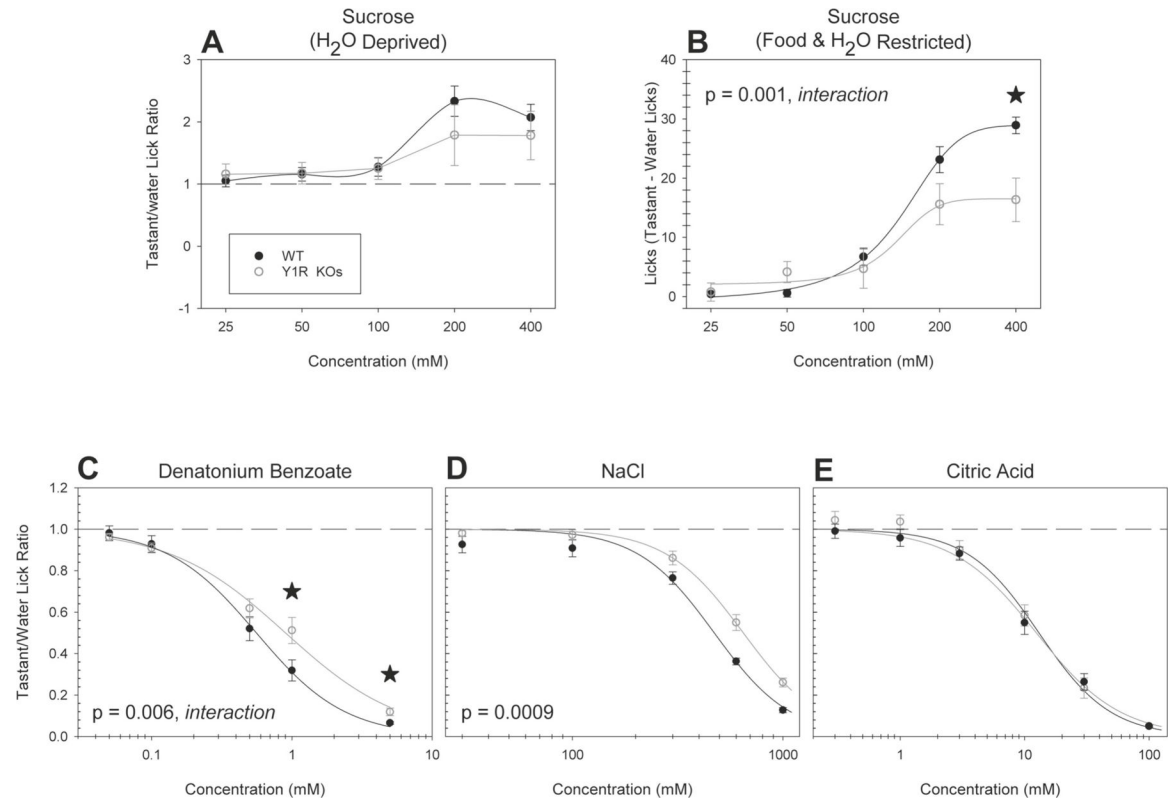 A
Sucrose
(H2O Deprived)
Tastant/water Lick Ratio
3
2
1
0
-1
WT
Y1R KOs
25 50 100 200 400
Concentration (mM)
B
Sucrose
(Food & H2O Restricted)
Licks (Tastant - Water Licks)
40
30
20
10
0
p = 0.001, interaction
25 50 100 200 400
Concentration (mM)
C
Denatonium Benzoate
Tastant/Water Lick Ratio
1.2
1.0
0.8
0.6
0.4
0.2
0.0
p = 0.006, interaction
0.1 1 10
Concentration (mM)
D
NaCl
p = 0.0009
100 1000
Concentration (mM)
E
Citric Acid
1 10 100
Concentration (mM)